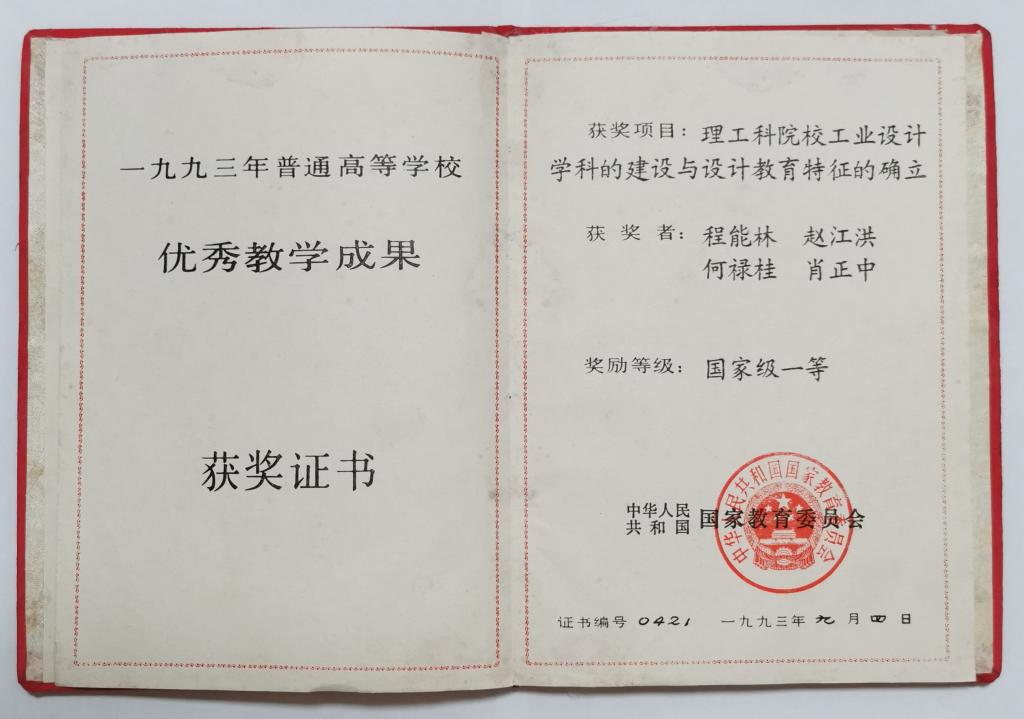 一九九三年普通高等学校
优秀教学成果
获奖证书
获奖项目：理工科院校工业设计
学科的建设与设计教育特征的确立
获奖者：程能林 赵江洪
何禄桂 肖正中
奖励等级：国家级一等
中华人民
共和国
国家教育委员会
中华人民共和国国家教育委员会
证书编号 0421 一九九三年九月四日